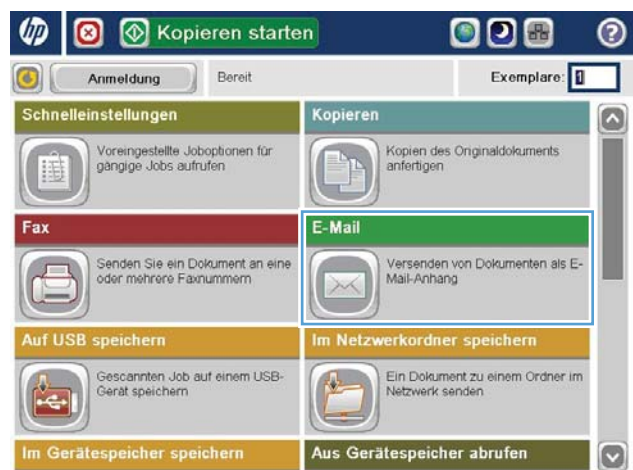 hp
Kopieren starten
?
Anmeldung
Bereit
Exemplare: 1
Schnelleinstellungen
Voreingestellte Joboptionen für
gängige Jobs aufrufen
Kopieren
Kopien des Originaldokuments
anfertigen
Fax
Senden Sie ein Dokument an eine
oder mehrere Faxnummern
E-Mail
Versenden von Dokumenten als E-
Mail-Anhang
Auf USB speichern
Gescannten Job auf einem USB-
Gerät speichern
Im Netzwerkordner speichern
Ein Dokument zu einem Ordner im
Netzwerk senden
Im Gerätespeicher speichern
Aus Gerätespeicher abrufen